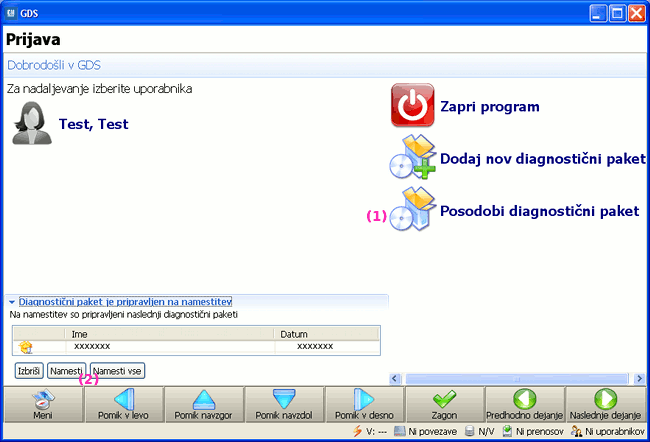 GDS
Prijava
Dobrodošli v GDS
Za nadaljevanje izberite uporabnika
Test, Test
Zapri program
Dodaj nov diagnostični paket
(1) Posodobi diagnostični paket
Diagnostični paket je pripravljen na namestitev
Na namestitev so pripravljeni naslednji diagnostični paketi
Ime Datum
xxxxxxx xxxxxxx
Izbriši Namesti Namesti vse
(2)
Meni Pomik v levo Pomik navzgor Pomik navzdol Pomik v desno Zagon Predhodno dejanje Naslednje dejanje
V: --- Ni povezave N/V Ni prenosov Ni uporabnikov